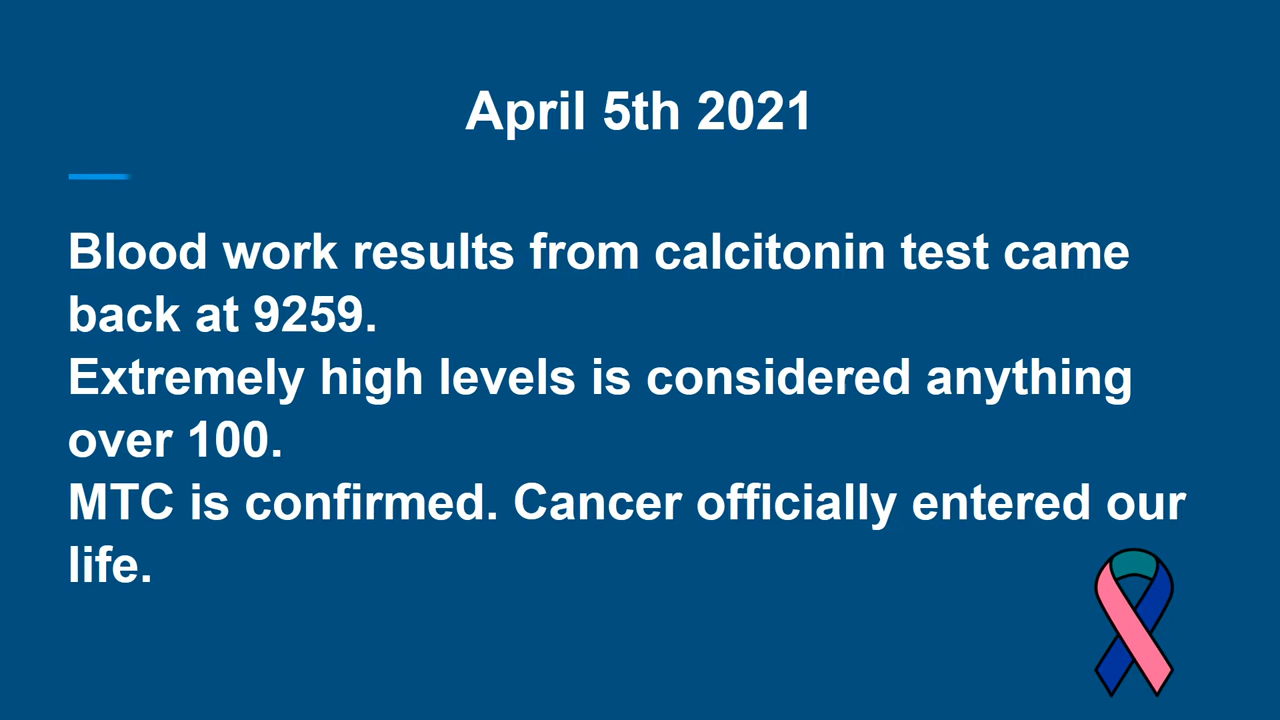 April 5th 2021
Blood work results from calcitonin test came
back at 9259.
Extremely high levels is considered anything
over 100.
MTC is confirmed. Cancer officially entered our
life.